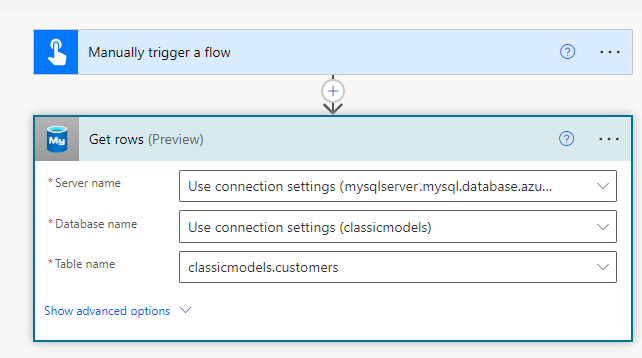 Manually trigger a flow
My
Get rows (Preview)
* Server name
Use connection settings (mysqlserver.mysql.database.azu...
* Database name
Use connection settings (classicmodels)
* Table name
classicmodels.customers
Show advanced options